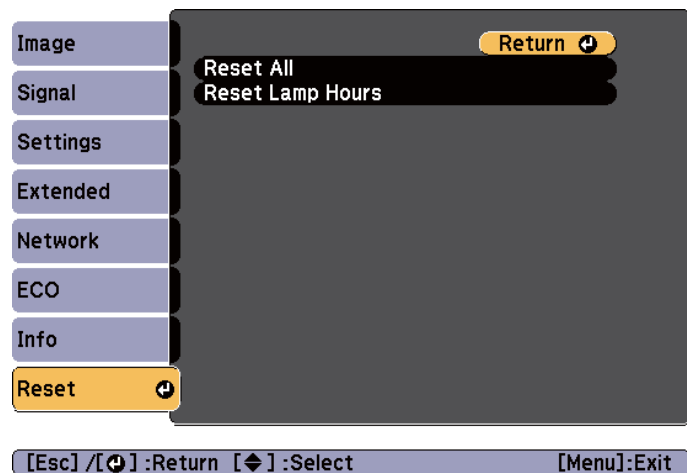 Image
Signal
Settings
Extended
Network
ECO
Info
Reset
Return
Reset All
Reset Lamp Hours
[Esc] /[ ] :Return [ ] :Select [Menu]:Exit